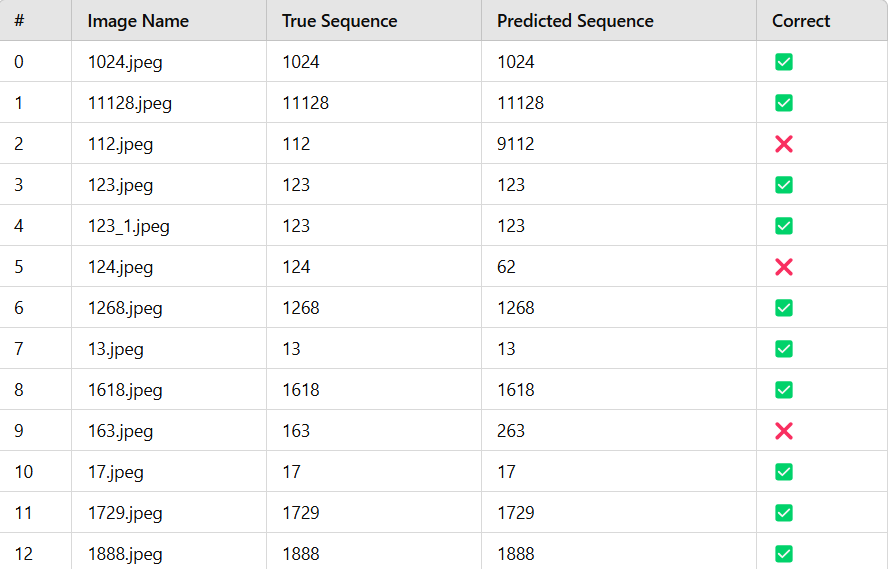 # Image Name True Sequence Predicted Sequence Correct
0 1024.jpeg 1024 1024 ✅
1 11128.jpeg 11128 11128 ✅
2 112.jpeg 112 9112 ❌
3 123.jpeg 123 123 ✅
4 123_1.jpeg 123 123 ✅
5 124.jpeg 124 62 ❌
6 1268.jpeg 1268 1268 ✅
7 13.jpeg 13 13 ✅
8 1618.jpeg 1618 1618 ✅
9 163.jpeg 163 263 ❌
10 17.jpeg 17 17 ✅
11 1729.jpeg 1729 1729 ✅
12 1888.jpeg 1888 1888 ✅